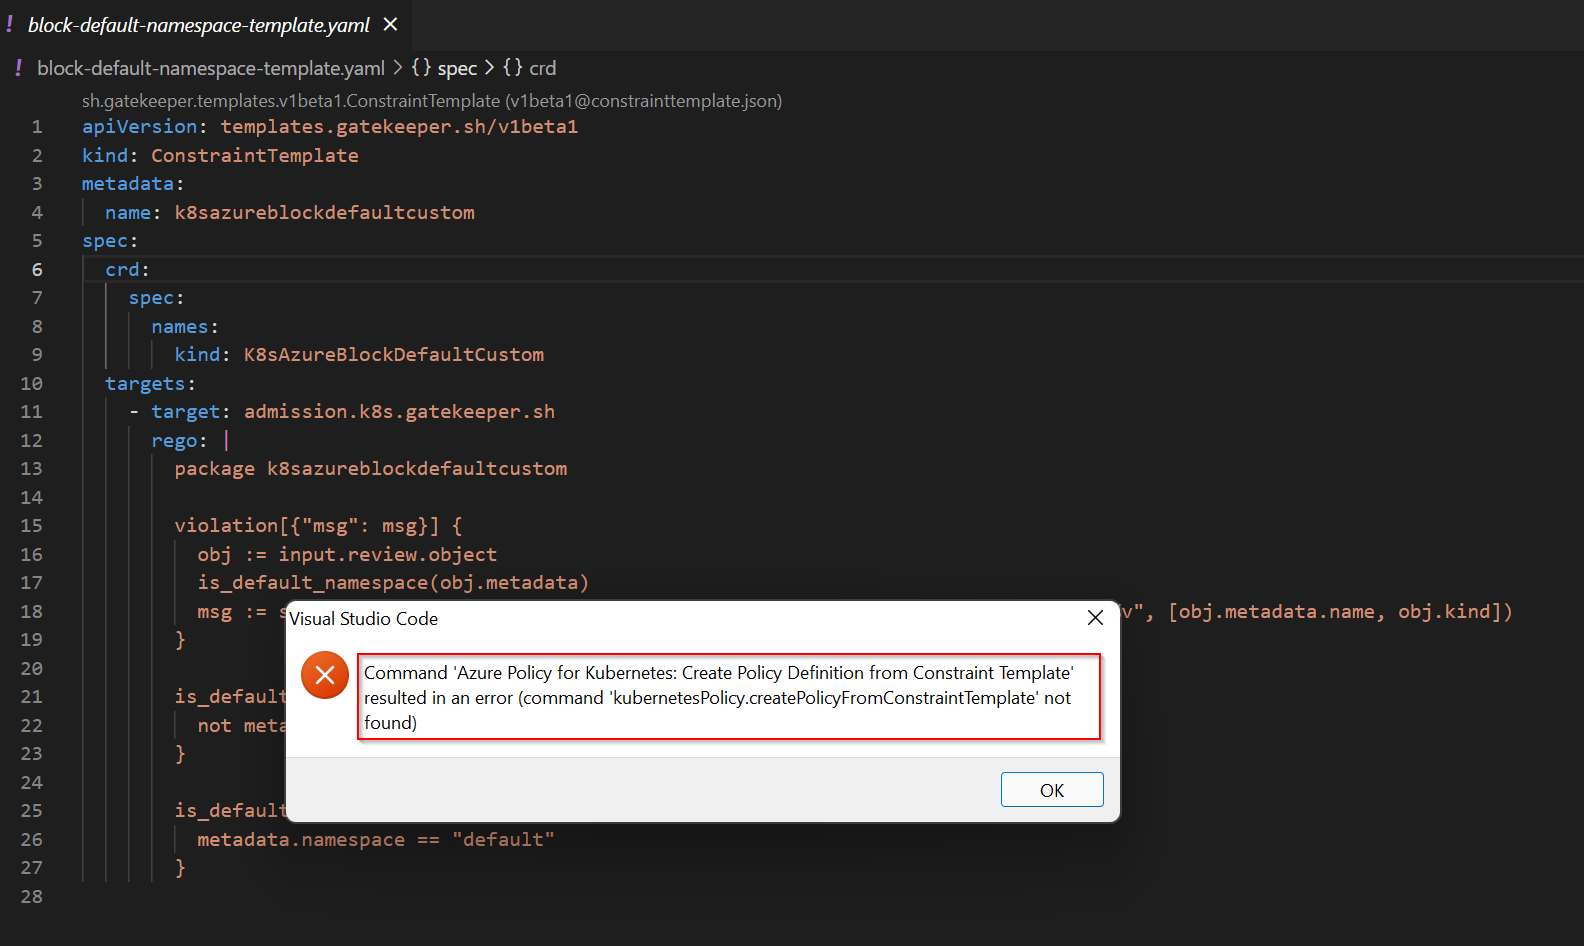 ! block-default-namespace-template.yaml ×
! block-default-namespace-template.yaml > {} spec > {} crd
sh.gatekeeper.templates.v1beta1.ConstraintTemplate (v1beta1@constrainttemplate.json)
1 apiVersion: templates.gatekeeper.sh/v1beta1
2 kind: ConstraintTemplate
3 metadata:
4 name: k8sazureblockdefaultcustom
5 spec:
6 crd:
7 spec:
8 names:
9 kind: K8sAzureBlockDefaultCustom
10 targets:
11 - target: admission.k8s.gatekeeper.sh
12 rego: |
13 package k8sazureblockdefaultcustom
14
15 violation[{"msg": msg}] {
16 obj := input.review.object
17 is_default_namespace(obj.metadata)
18 msg := s v", [obj.metadata.name, obj.kind])
19 }
20
21 is_default
22 not meta
23 }
24
25 is_default
26 metadata.namespace == "default"
27 }
28
Visual Studio Code
Command 'Azure Policy for Kubernetes: Create Policy Definition from Constraint Template'
resulted in an error (command 'kubernetesPolicy.createPolicyFromConstraintTemplate' not
found)
OK